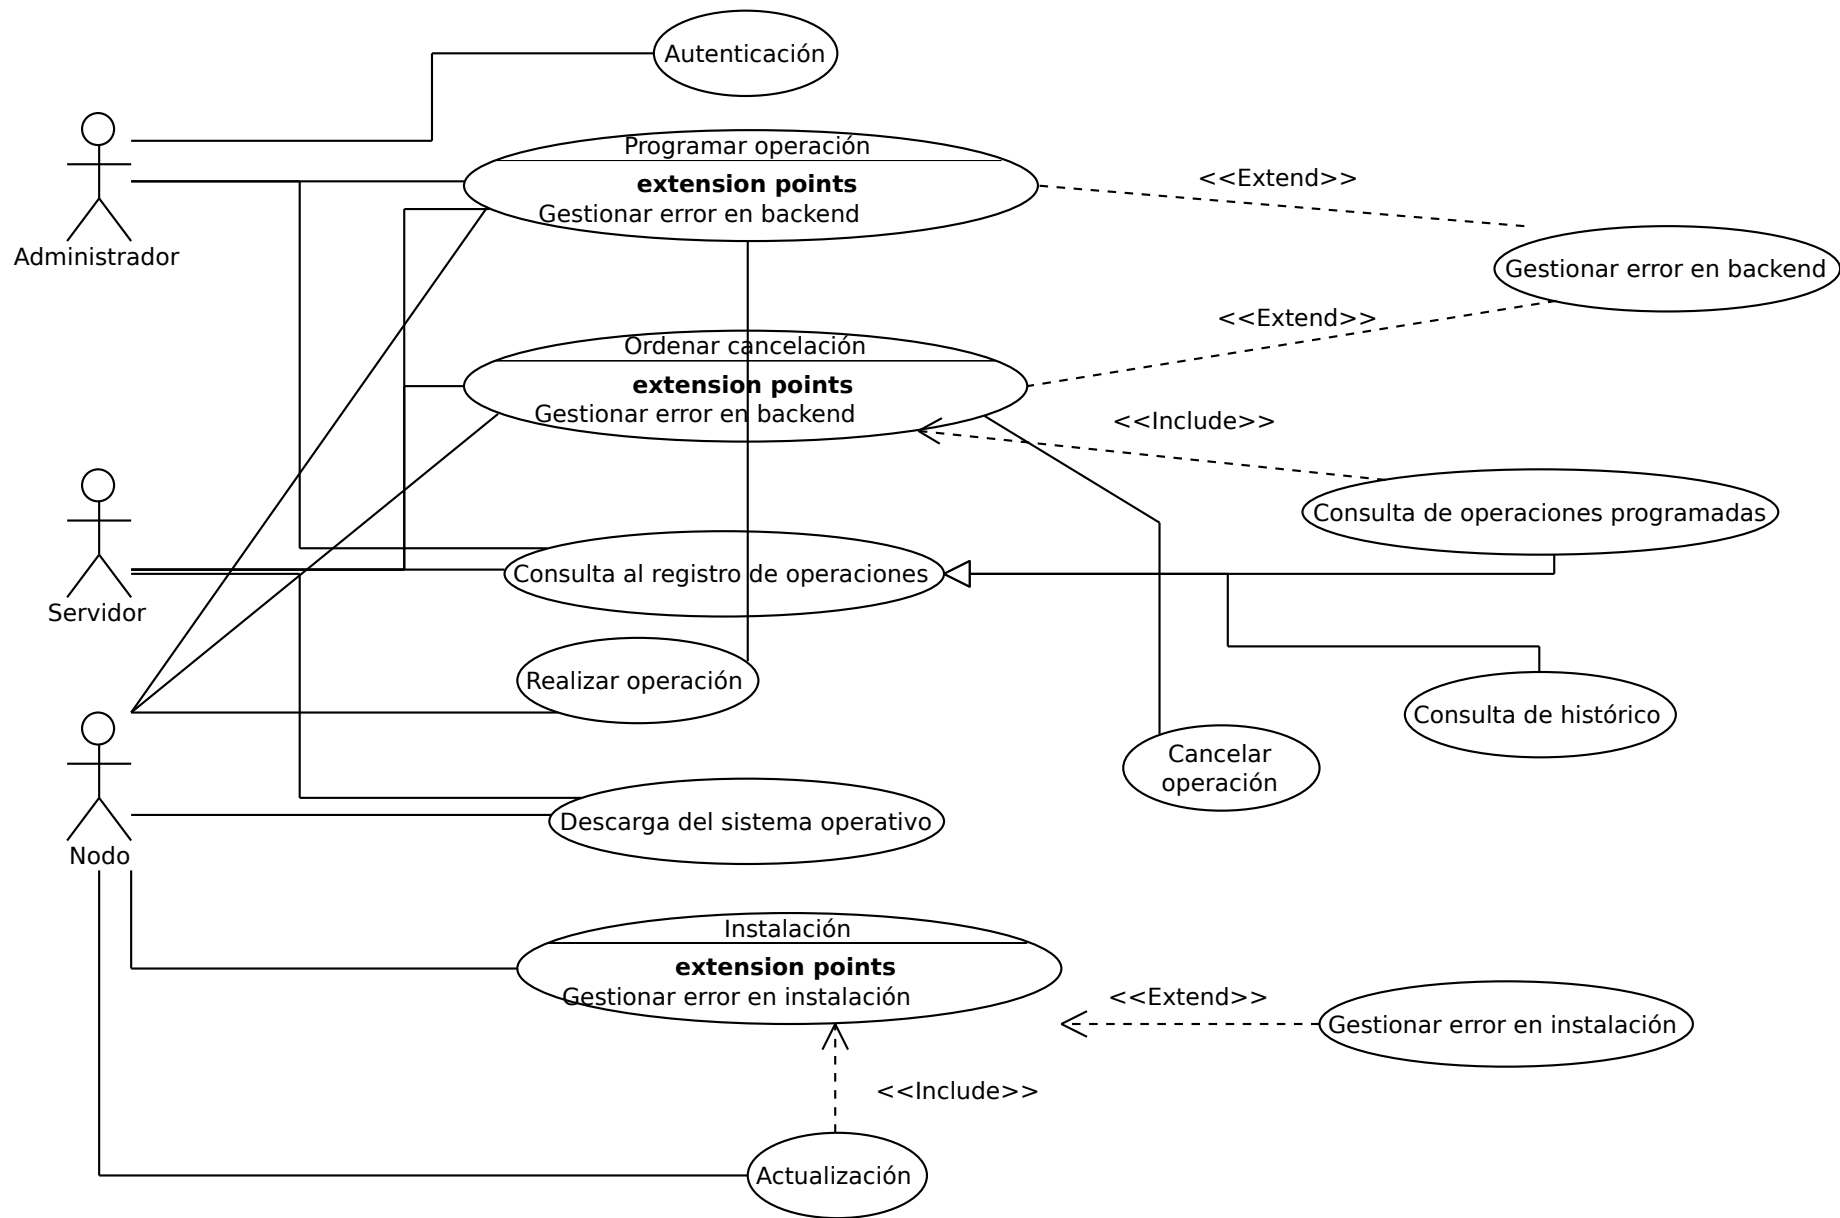 Autenticación
Programar operación
extension points
Gestionar error en backend
<<Extend>>
Administrador
Gestionar error en backend
<<Extend>>
Ordenar cancelación
extension points
Gestionar error en backend
<<Include>>
Consulta de operaciones programadas
Consulta al registro de operaciones
Servidor
Realizar operación
Consulta de histórico
Cancelar
operación
Descarga del sistema operativo
Nodo
Instalación
extension points
Gestionar error en instalación
<<Extend>>
Gestionar error en instalación
<<Include>>
Actualización